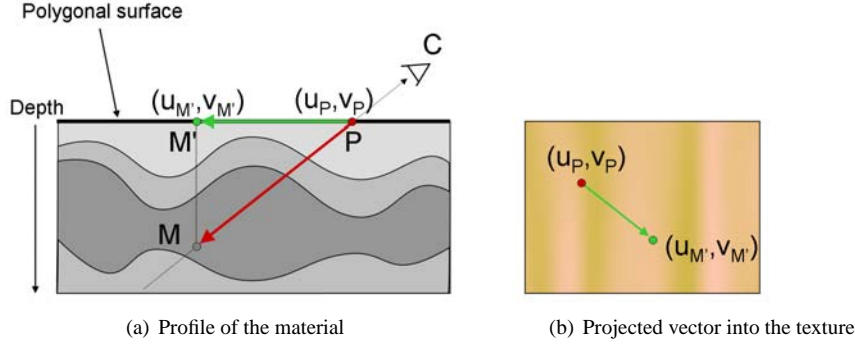 Polygonal surface
C
Depth
(uM',vM')
(uP,vP)
M'
P
M
(uP,vP)
(uM',vM')
(a) Profile of the material
(b) Projected vector into the texture